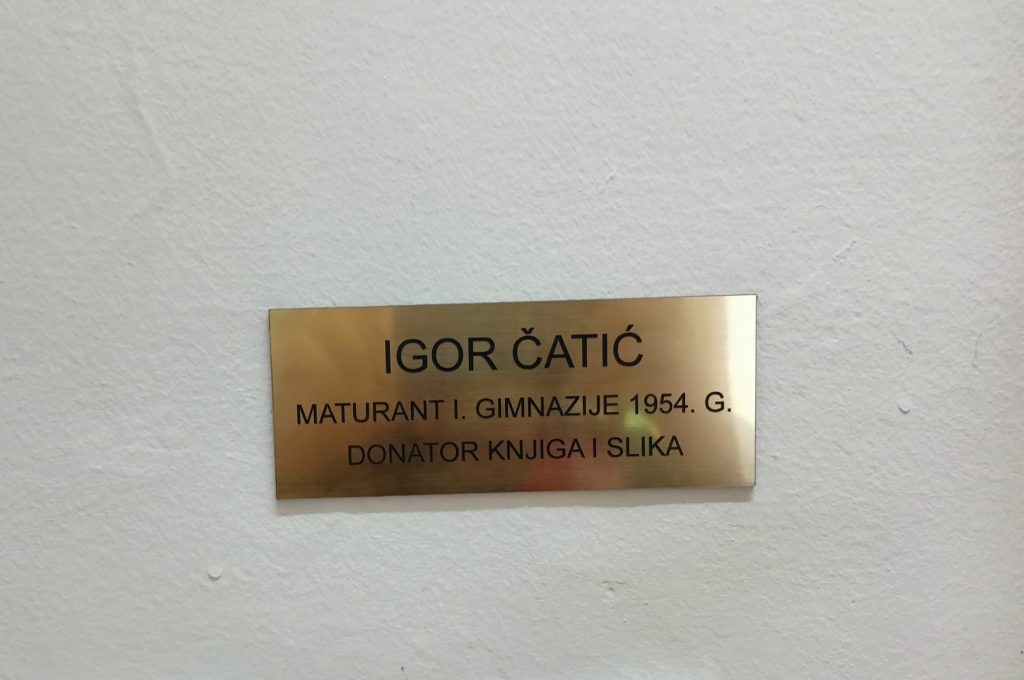 IGOR ČATIĆ
MATURANT I. GIMNAZIJE 1954. G.
DONATOR KNJIGA I SLIKA